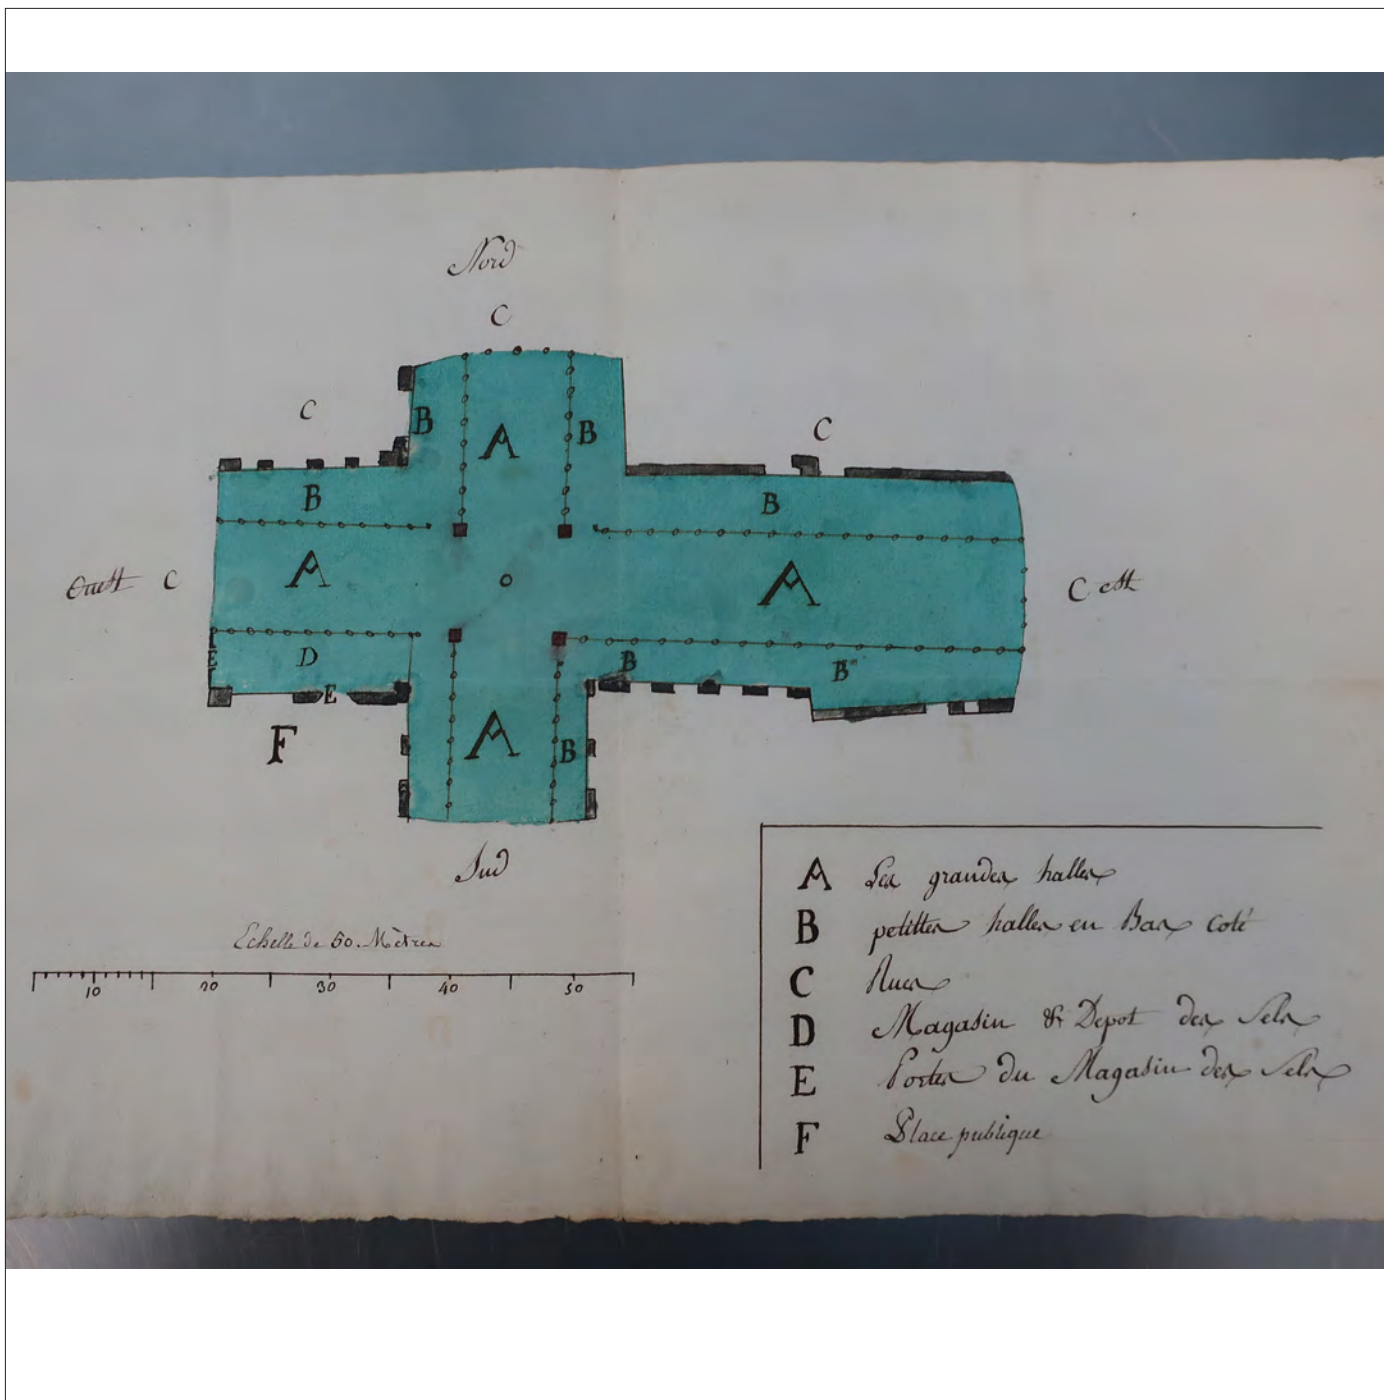 Nord
C
C
C
B
A
B
B
B
A
A
Ouest C
C est
D
E
B
B
E
F
A
B
Sud
Echelle de 50 Mètres
10 20 30 40 50
A Les grandes halles
B petittes halles en Bas Coté
C Rues
D Magasin & Depot des Sels
E Portes du Magasin des Sels
F Place publique